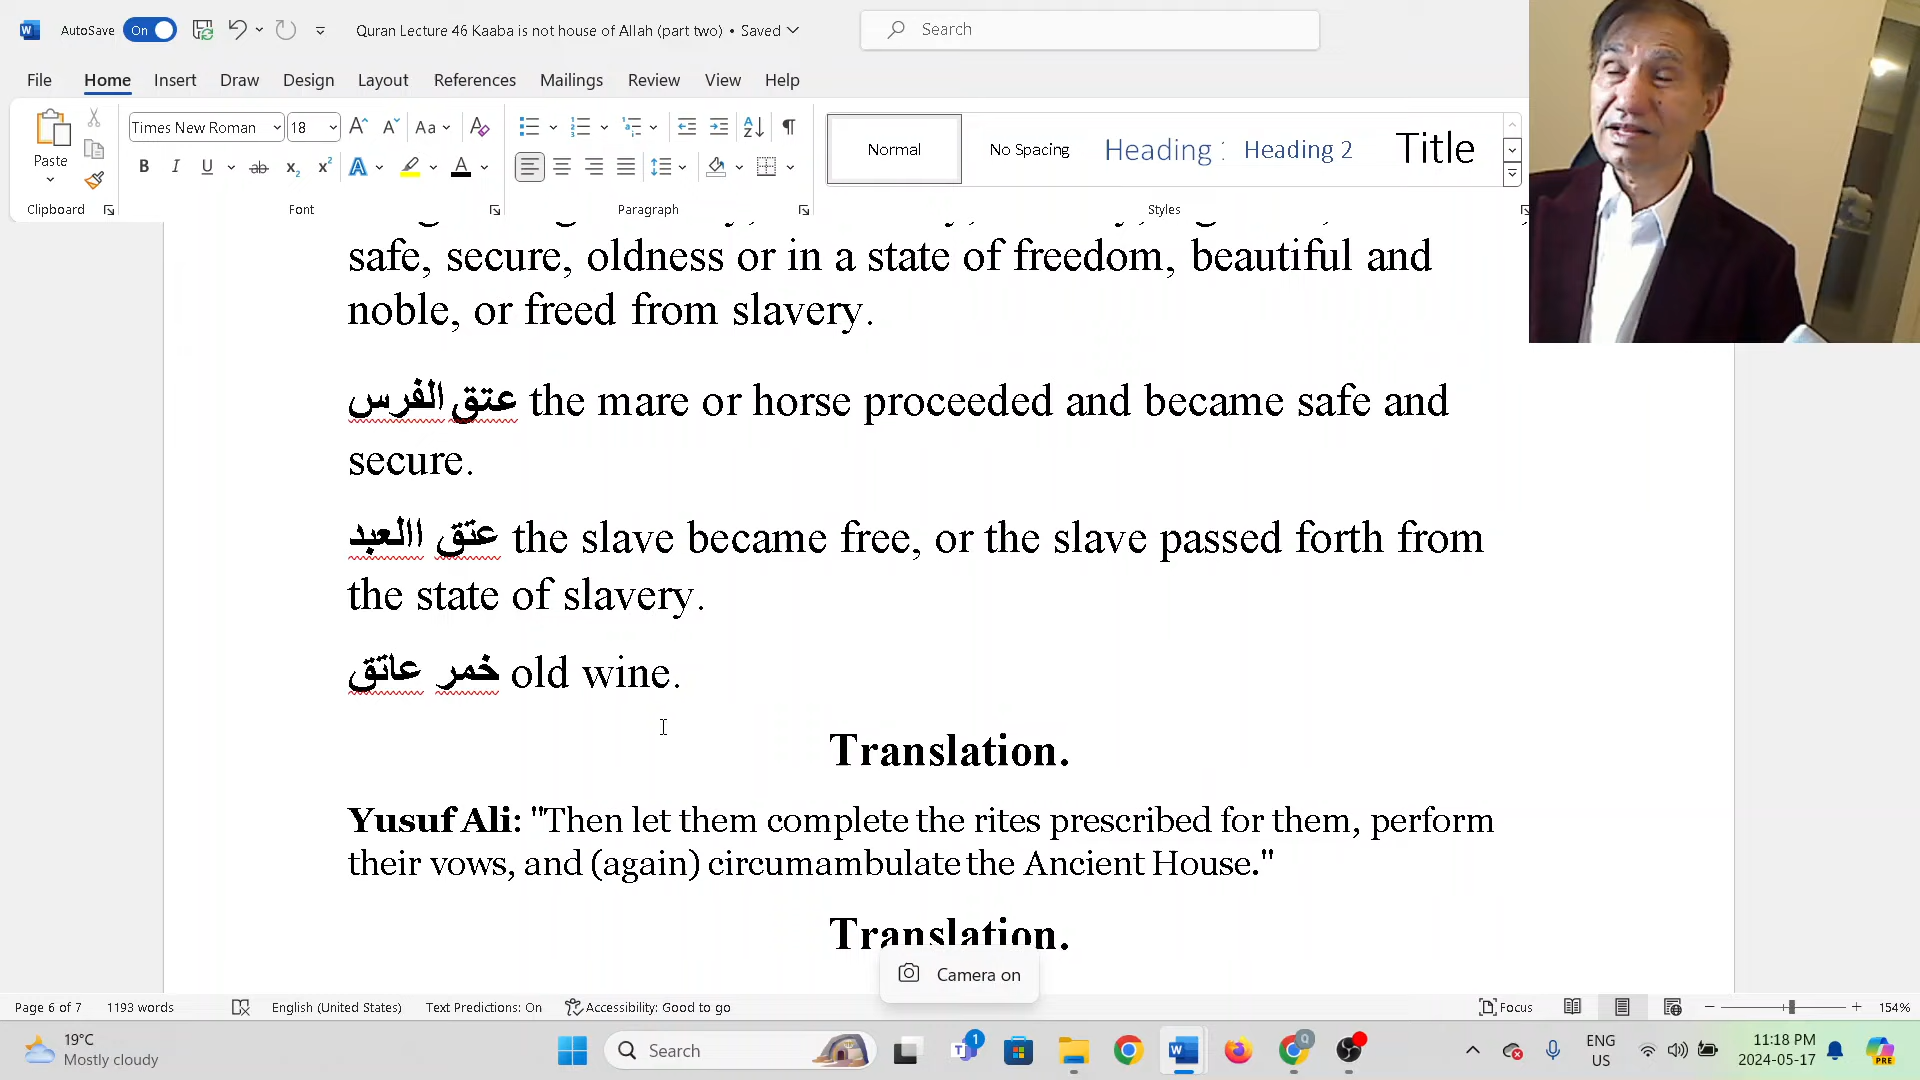 AutoSave On Quran Lecture 46 Kaaba is not house of Allah (part two) • Saved Search
File Home Insert Draw Design Layout References Mailings Review View Help
Times New Roman 18 Aa
Paste
B I U ab x₂ x² A A
Normal No Spacing Heading Heading 2 Title
Clipboard Font Paragraph Styles
safe, secure, oldness or in a state of freedom, beautiful and
noble, or freed from slavery.
عتق الفرس the mare or horse proceeded and became safe and
secure.
عتق االعبد the slave became free, or the slave passed forth from
the state of slavery.
خمر عاتق old wine.
Translation.
Yusuf Ali: "Then let them complete the rites prescribed for them, perform
their vows, and (again) circumambulate the Ancient House."
Translation.
Camera on
Page 6 of 7 1193 words English (United States) Text Predictions: On Accessibility: Good to go Focus 154%
19°C
Mostly cloudy
Search
1
ENG
US
11:18 PM
2024-05-17
PRE